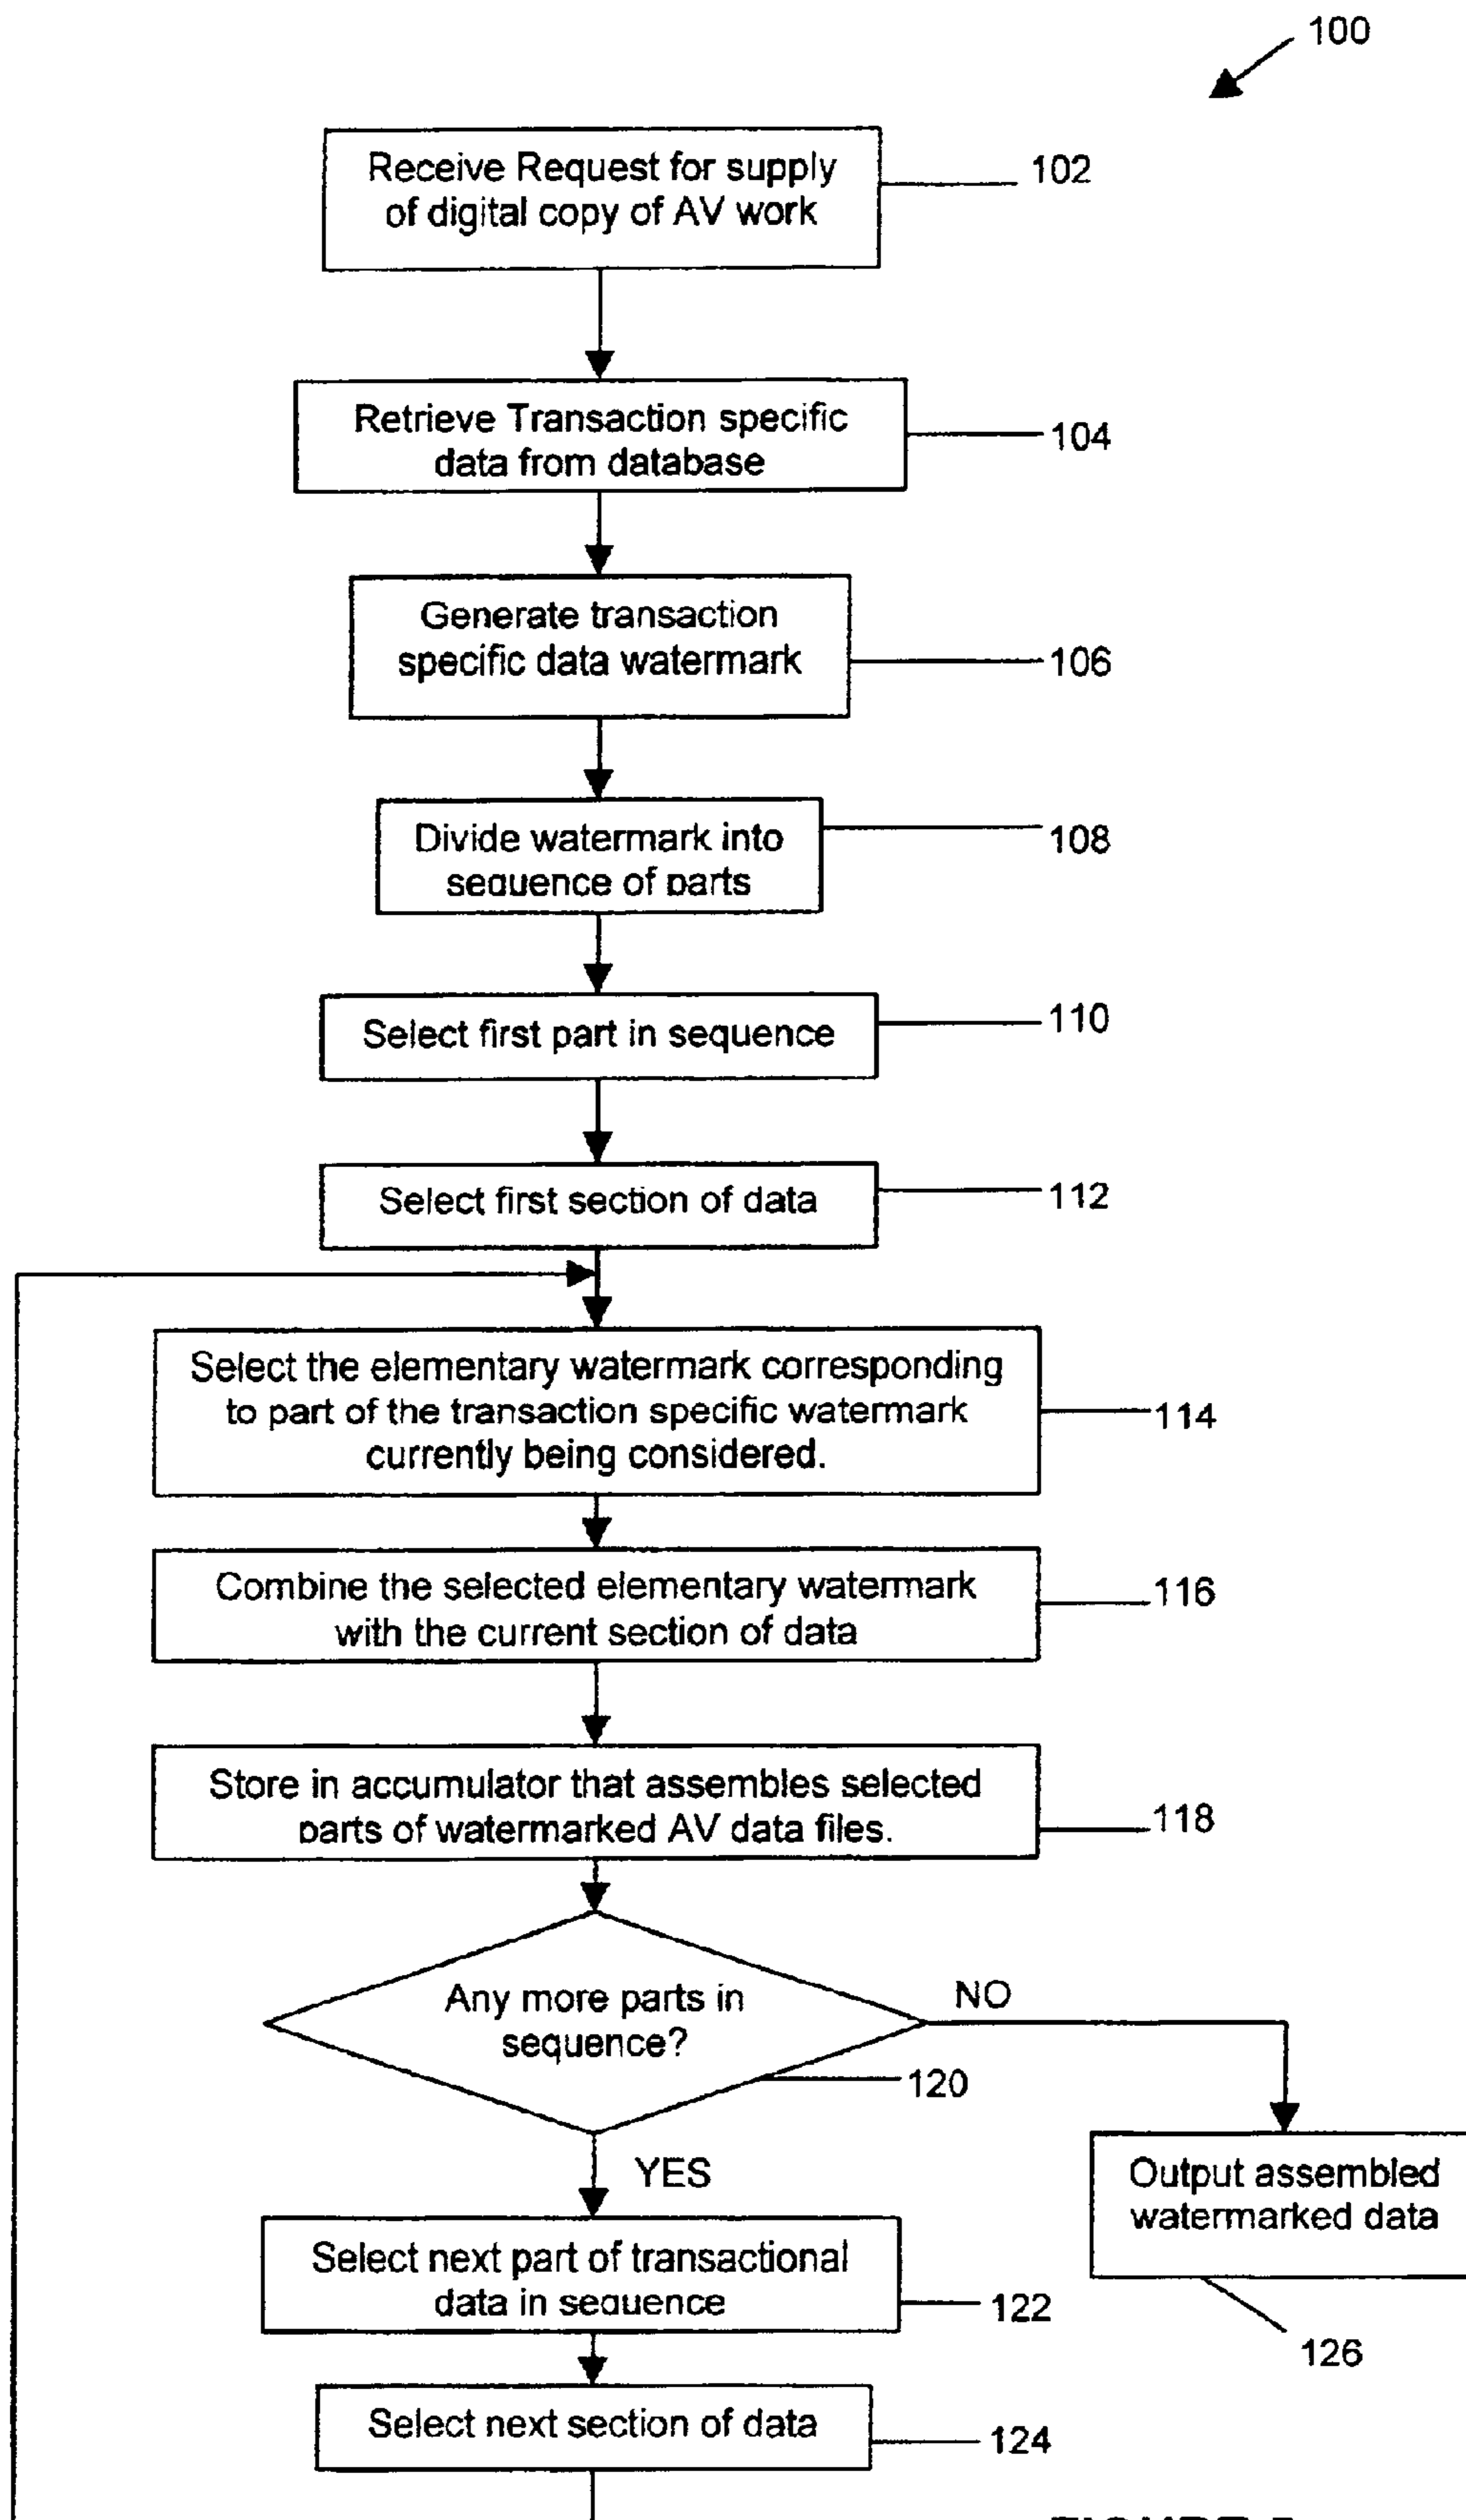 100
Receive Request for supply
of digital copy of AV work
102
Retrieve Transaction specific
data from database
104
Generate transaction
specific data watermark
106
Divide watermark into
sequence of parts
108
Select first part in sequence
110
Select first section of data
112
Select the elementary watermark corresponding
to part of the transaction specific watermark
currently being considered.
114
Combine the selected elementary watermark
with the current section of data
116
Store in accumulator that assembles selected
parts of watermarked AV data files.
118
Any more parts in
sequence?
NO
120
YES
Output assembled
watermarked data
126
Select next part of transactional
data in sequence
122
Select next section of data
124